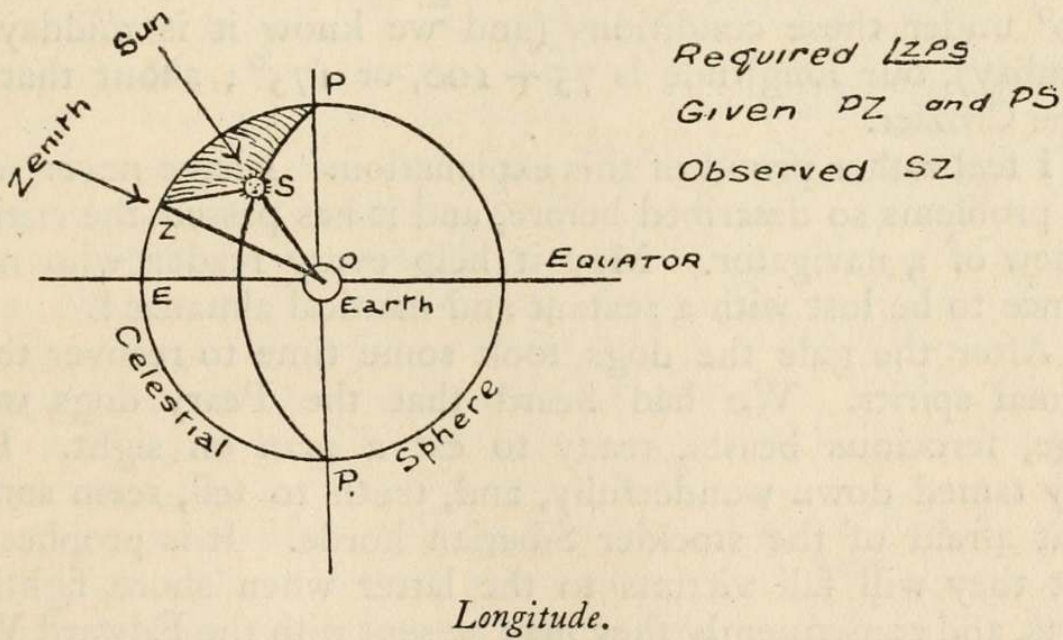 Sun
Zenith
P
S
Z
O
E
EQUATOR
Earth
Celestial Sphere
P.
Required ∠ZPS
Given PZ and PS
Observed SZ
Longitude.